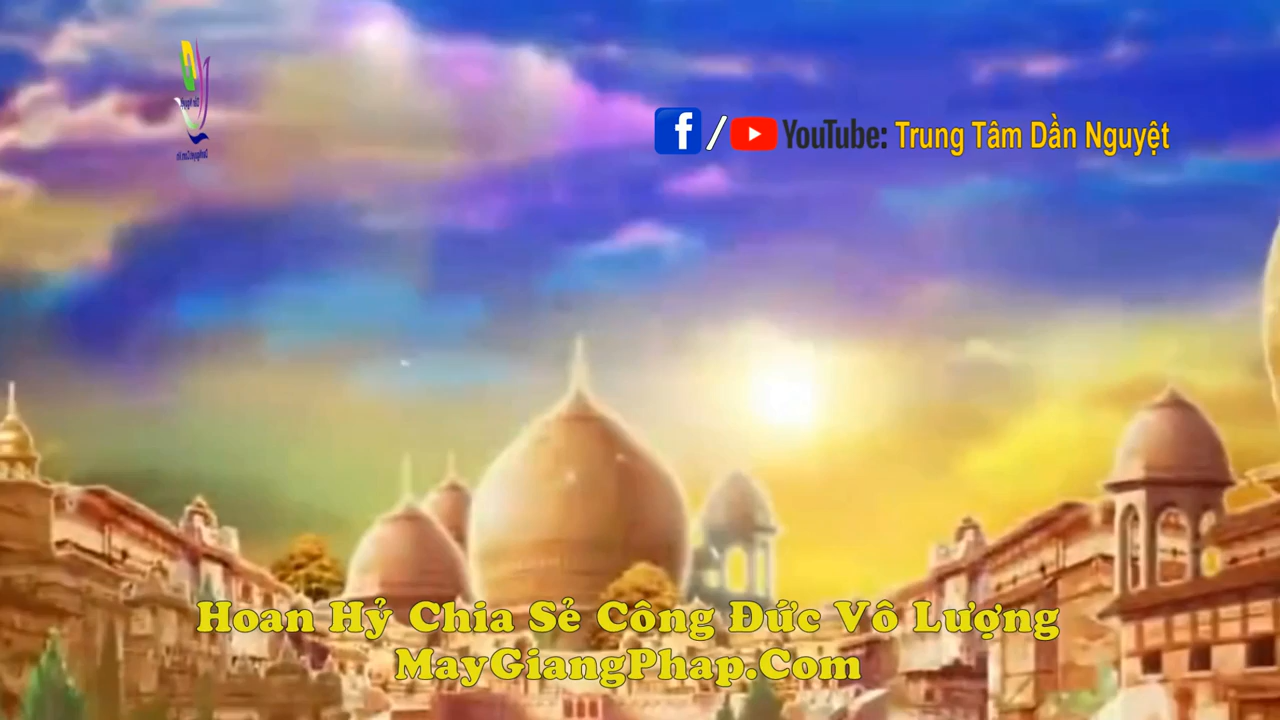 f / YouTube: Trung Tâm Dần Nguyệt
Hoan Hỷ Chia Sẻ Công Đức Vô Lượng
MayGiangPhap.Com